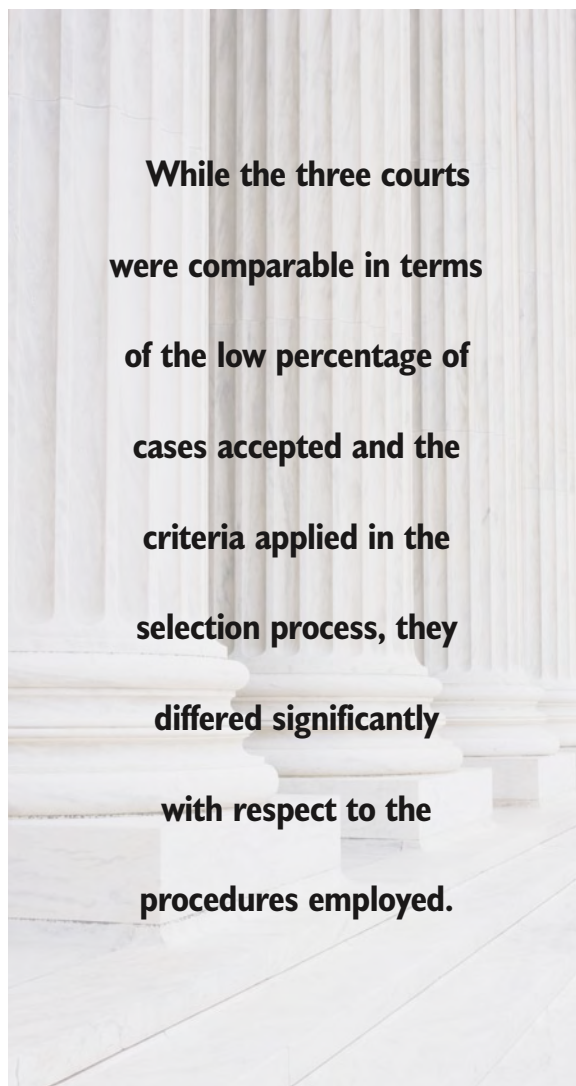 While the three courts
were comparable in terms
of the low percentage of
cases accepted and the
criteria applied in the
selection process, they
differed significantly
with respect to the
procedures employed.